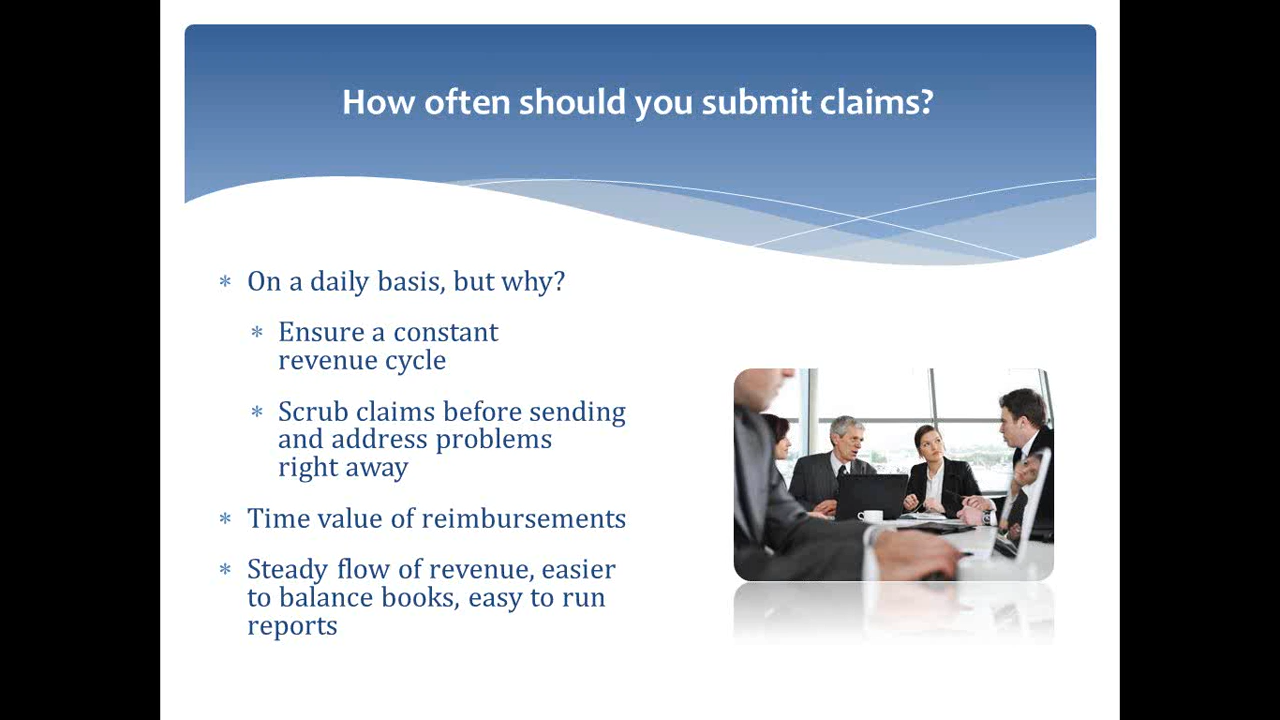 How often should you submit claims?
* On a daily basis, but why?
* Ensure a constant
revenue cycle
* Scrub claims before sending
and address problems
right away
* Time value of reimbursements
* Steady flow of revenue, easier
to balance books, easy to run
reports